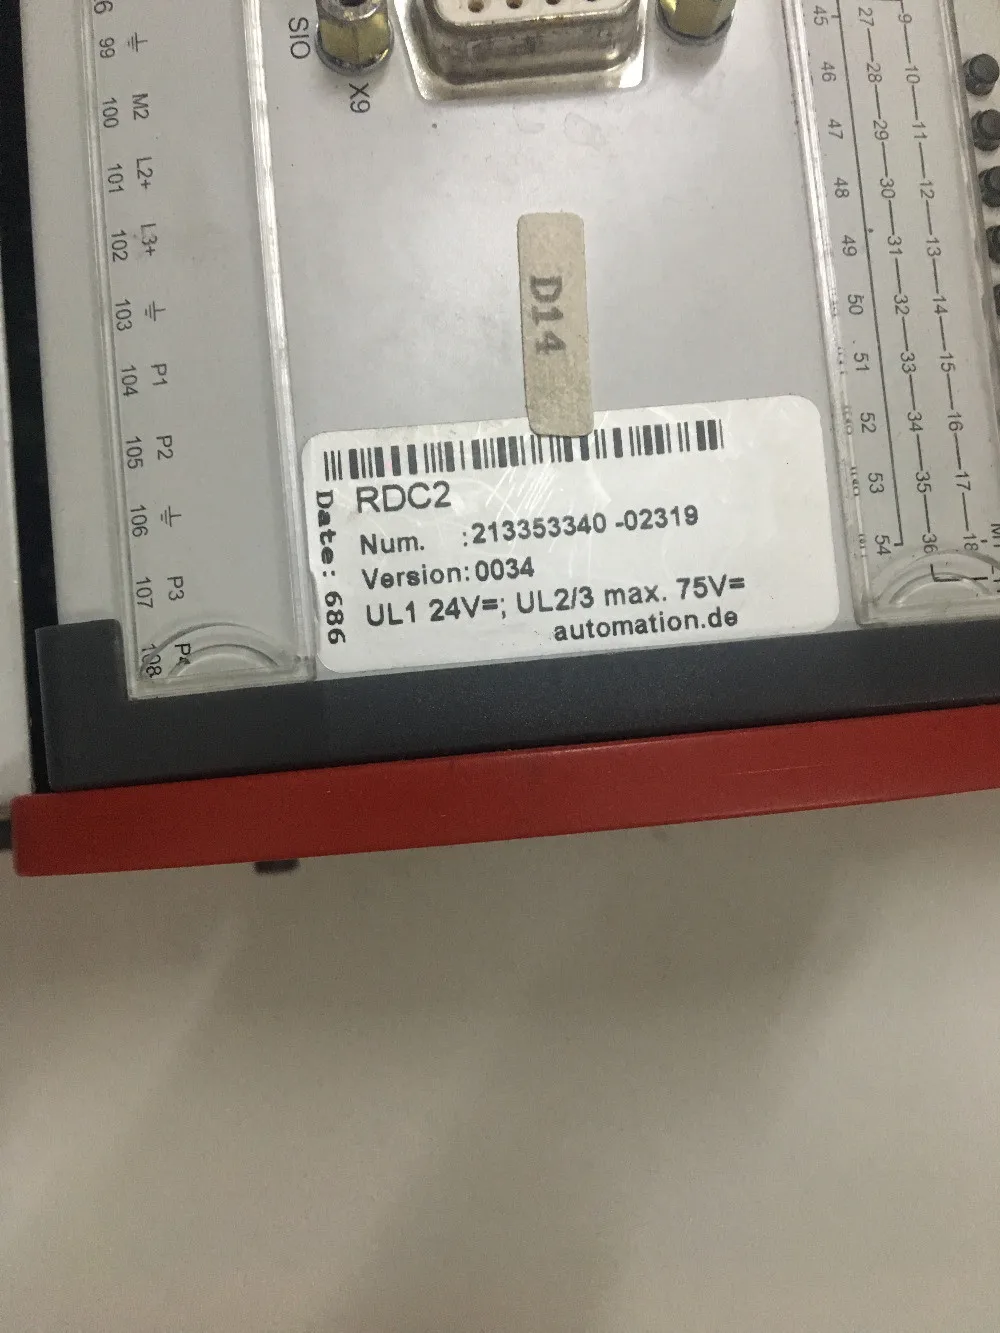 SIO
X9
99
M2
100
L2+
101
L3+
102
103
P1
104
P2
105
106
P3
107
108
D14
RDC2
Num. :213353340 -02319
Version:0034
UL1 24V=; UL2/3 max. 75V=
automation.de
Date: 686
45 46 47 48 49 50 51 52 53 54
27 28 29 30 31 32 33 34 35 36
9 10 11 12 13 14 15 16 17 18